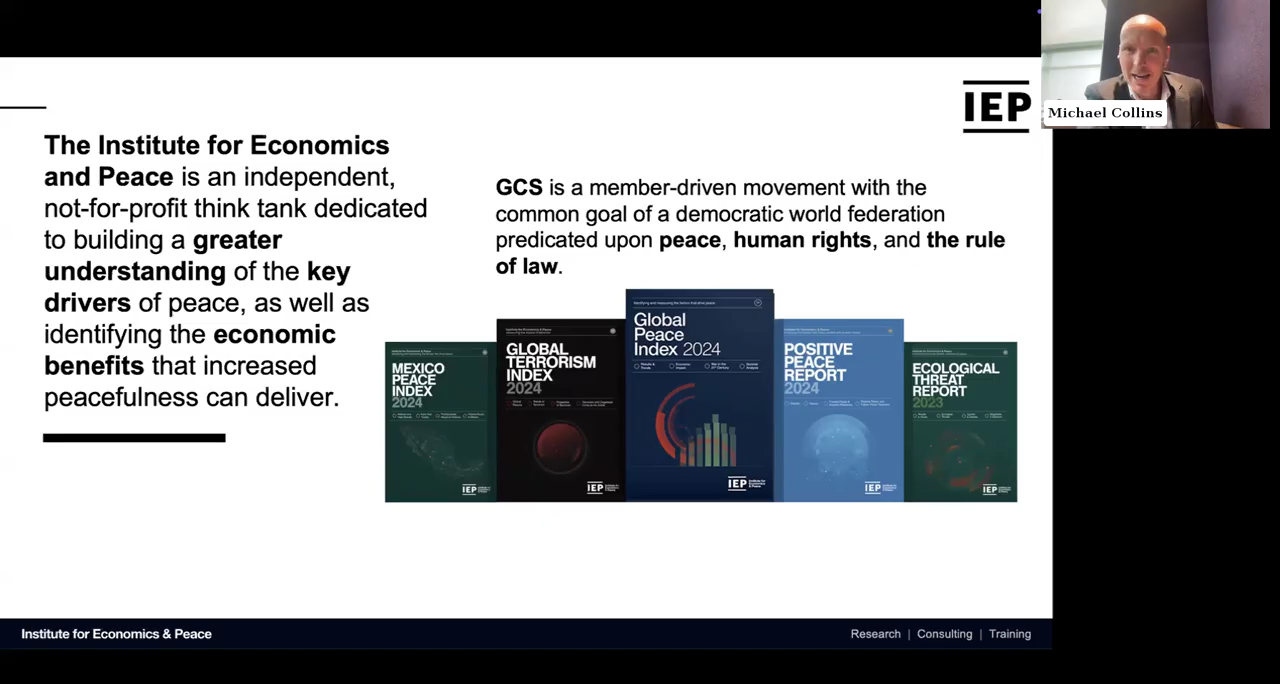 IEP
Michael Collins
The Institute for Economics
and Peace is an independent,
not-for-profit think tank dedicated
to building a greater
understanding of the key
drivers of peace, as well as
identifying the economic
benefits that increased
peacefulness can deliver.
GCS is a member-driven movement with the
common goal of a democratic world federation
predicated upon peace, human rights, and the rule
of law.
MEXICO
PEACE
INDEX
2024
IEP
GLOBAL
TERRORISM
INDEX
2024
IEP
Global
Peace
Index 2024
IEP Institute for
Economics
& Peace
POSITIVE
PEACE
REPORT
2024
IEP
ECOLOGICAL
THREAT
REPORT
2023
IEP
Institute for Economics & Peace
Research | Consulting | Training